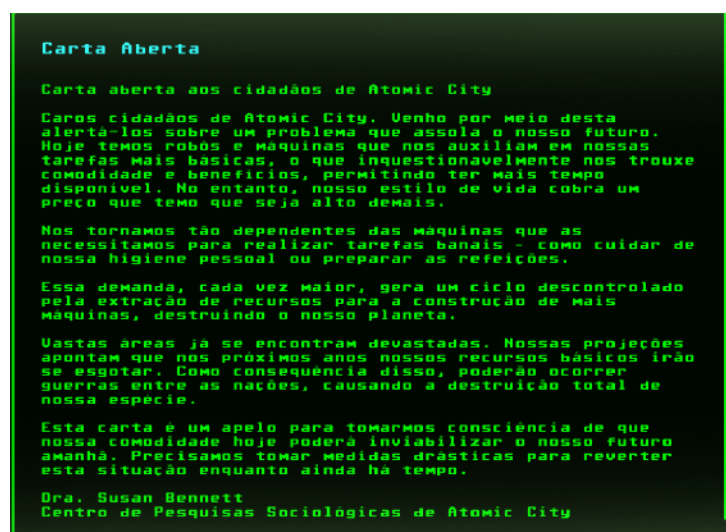 Carta Aberta
Carta aberta aos cidadãos de Atomic City
Caros cidadãos de Atomic City. Venho por meio desta
alertá-los sobre um problema que assola o nosso futuro.
Hoje temos robôs e máquinas que nos auxiliam em nossas
tarefas mais básicas, o que inquestionavelmente nos trouxe
comodidade e benefícios, permitindo ter mais tempo
disponível. No entanto, nosso estilo de vida cobra um
preço que temo que seja alto demais.
Nos tornamos tão dependentes das máquinas que as
necessitamos para realizar tarefas banais - como cuidar de
nossa higiene pessoal ou preparar as refeições.
Essa demanda, cada vez maior, gera um ciclo descontrolado
pela extração de recursos para a construção de mais
máquinas, destruindo o nosso planeta.
Vastas áreas já se encontram devastadas. Nossas projeções
apontam que nos próximos anos nossos recursos básicos irão
se esgotar. Como consequência disso, poderão ocorrer
guerras entre as nações, causando a destruição total de
nossa espécie.
Esta carta é um apelo para tomarmos consciência de que
nossa comodidade hoje poderá inviabilizar o nosso futuro
amanhã. Precisamos tomar medidas drásticas para reverter
esta situação enquanto ainda há tempo.
Dra. Susan Bennett
Centro de Pesquisas Sociológicas de Atomic City